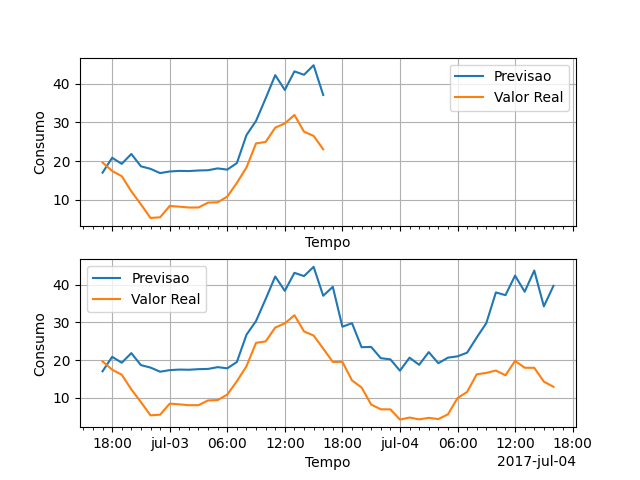 40
30
20
10
Consumo
Previsao
Valor Real
Tempo
40
30
20
10
Consumo
Previsao
Valor Real
18:00 jul-03 06:00 12:00 18:00 jul-04 06:00 12:00 18:00
Tempo
2017-jul-04